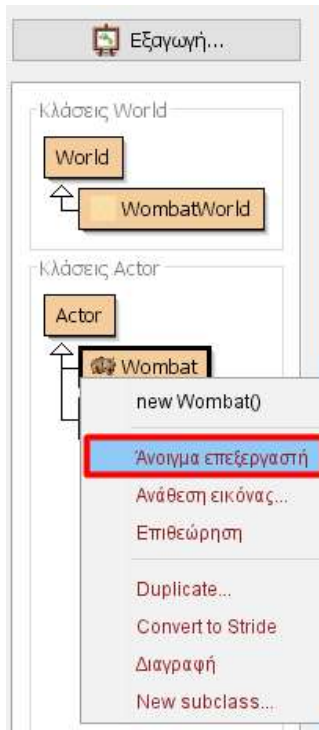 Εξαγωγή...
Κλάσεις World
World
WombatWorld
Κλάσεις Actor
Actor
Wombat
new Wombat()
Άνοιγμα επεξεργαστή
Ανάθεση εικόνας...
Επιθεώρηση
Duplicate...
Convert to Stride
Διαγραφή
New subclass...